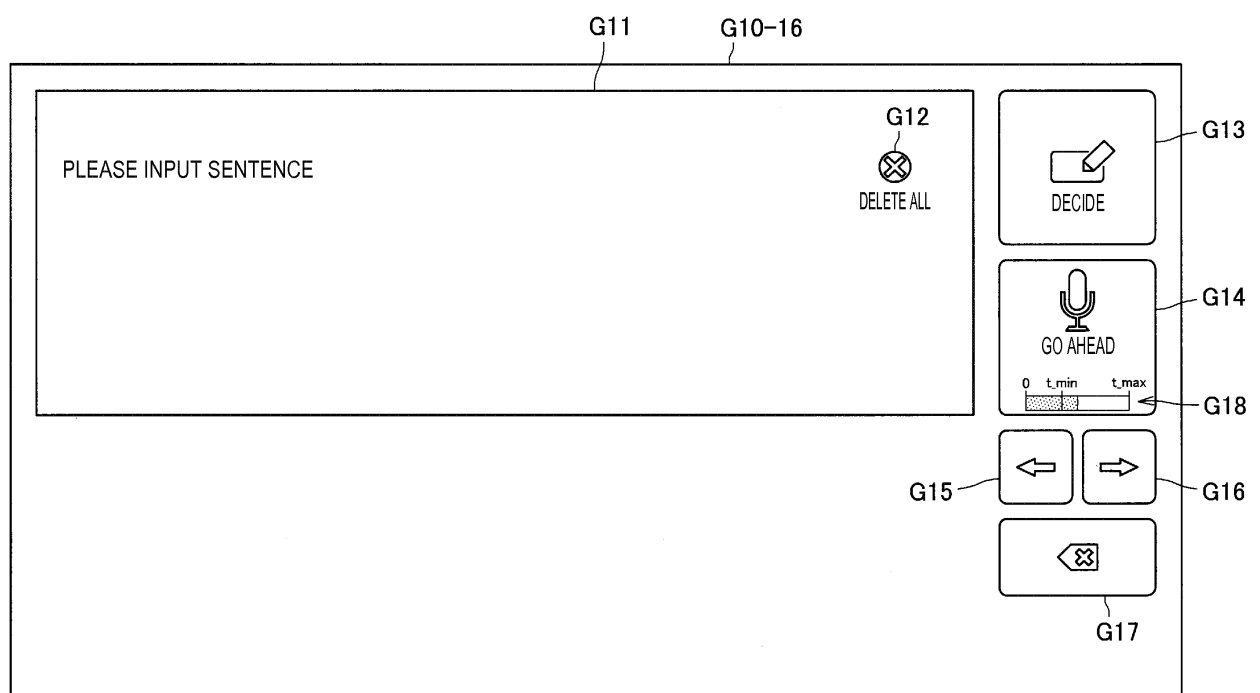 G11
G10-16
G12
G13
PLEASE INPUT SENTENCE
DELETE ALL
DECIDE
G14
GO AHEAD
0 t_min t_max
G18
G15
G16
G17